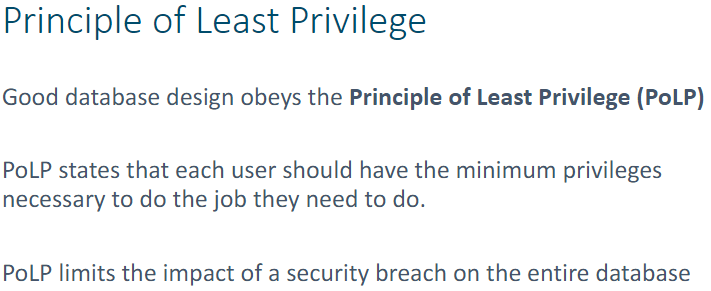 Principle of Least Privilege
Good database design obeys the Principle of Least Privilege (PoLP)
PoLP states that each user should have the minimum privileges
necessary to do the job they need to do.
PoLP limits the impact of a security breach on the entire database